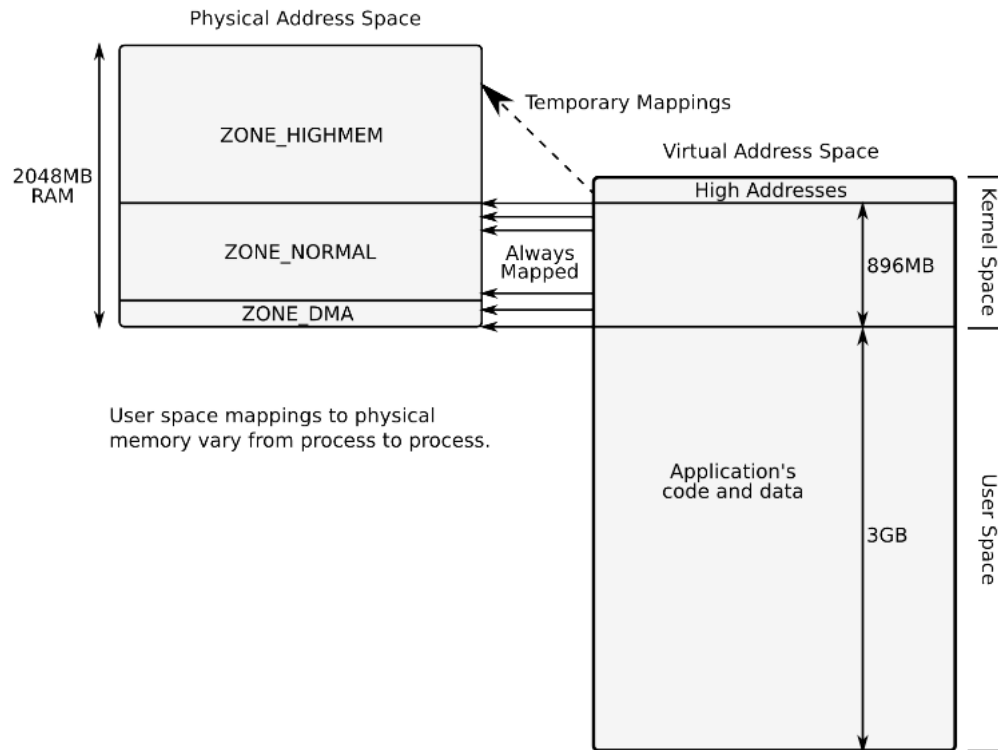 Physical Address Space
Temporary Mappings
ZONE_HIGHMEM
2048MB
RAM
Virtual Address Space
High Addresses
ZONE_NORMAL
Always
Mapped
896MB
Kernel Space
ZONE_DMA
User space mappings to physical
memory vary from process to process.
Application's
code and data
3GB
User Space